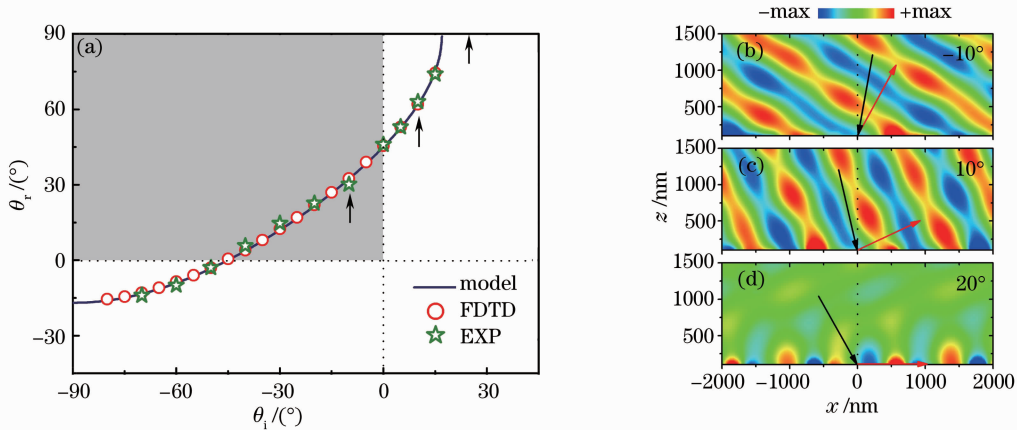 (a)
90
60
30
0
−30
θr /(°)
−90
−60
−30
0
30
θi /(°)
model
FDTD
EXP
−max
+max
(b)
−10°
1500
1000
500
(c)
10°
1500
1000
500
(d)
20°
1500
1000
500
z /nm
−2000
−1000
0
1000
2000
x /nm